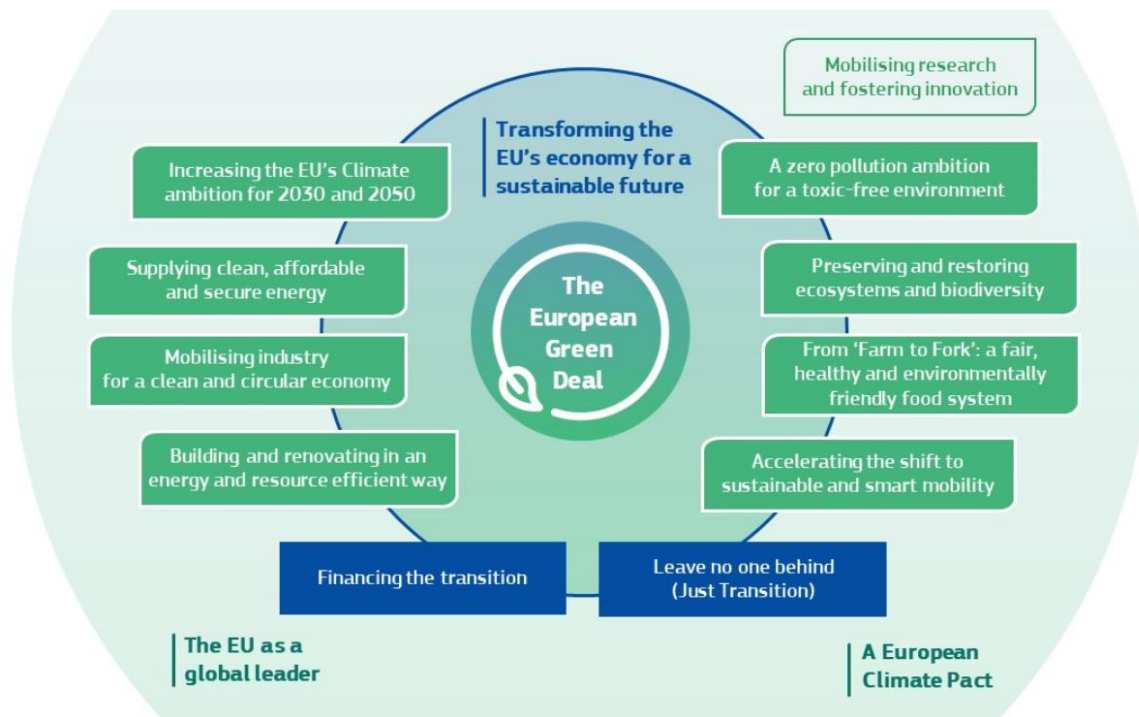 Mobilising research
and fostering innovation
Transforming the
EU's economy for a
sustainable future
Increasing the EU's Climate
ambition for 2030 and 2050
A zero pollution ambition
for a toxic-free environment
Supplying clean, affordable
and secure energy
Preserving and restoring
ecosystems and biodiversity
The
European
Green
Deal
Mobilising industry
for a clean and circular economy
From ‘Farm to Fork’: a fair,
healthy and environmentally
friendly food system
Building and renovating in an
energy and resource efficient way
Accelerating the shift to
sustainable and smart mobility
Financing the transition
Leave no one behind
(Just Transition)
The EU as a
global leader
A European
Climate Pact